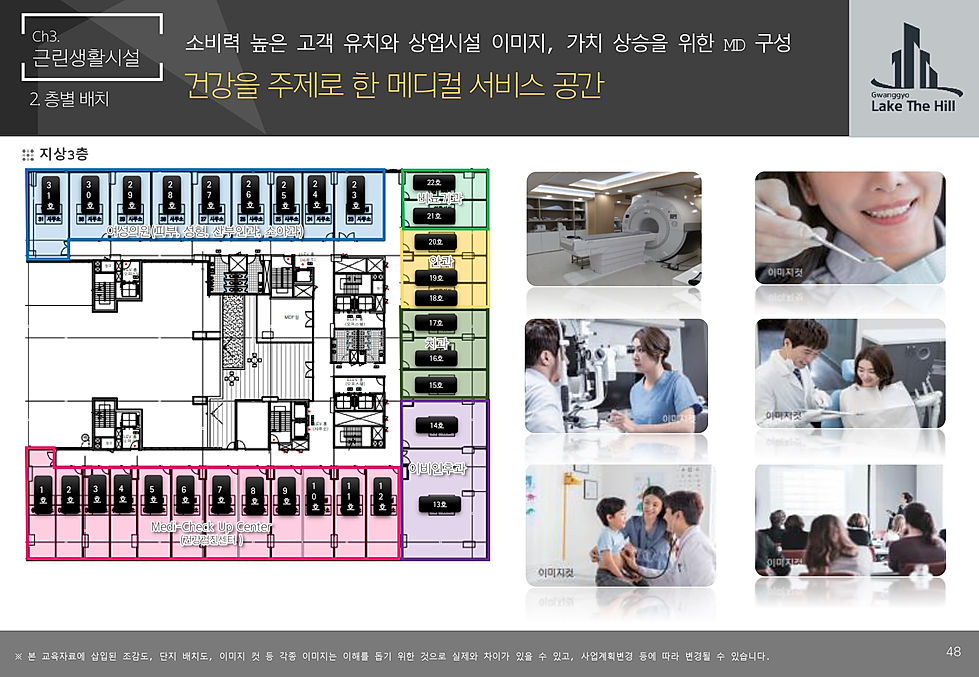 Ch3.
근린생활시설
2. 층별 배치
소비력 높은 고객 유치와 상업시설 이미지, 가치 상승을 위한 MD 구성
건강을 주제로 한 메디컬 서비스 공간
Gwanggyo
Lake The Hill
지상3층
31호 30호 29호 28호 27호 26호 25호 24호 23호
여성의원(피부, 성형, 산부인과, 소아과)
22호
비뇨기과
21호
20호
안과
19호
18호
17호
치과
16호
15호
14호
이비인후과
13호
MDF실
1호 2호 3호 4호 5호 6호 7호 8호 9호 10호 11호 12호
Medi-Check Up Center
(건강검진센터)
이미지컷
이미지컷
이미지컷
이미지컷
이미지컷
※ 본 교육자료에 삽입된 조감도, 단지 배치도, 이미지 컷 등 각종 이미지는 이해를 돕기 위한 것으로 실제와 차이가 있을 수 있고, 사업계획변경 등에 따라 변경될 수 있습니다.
48